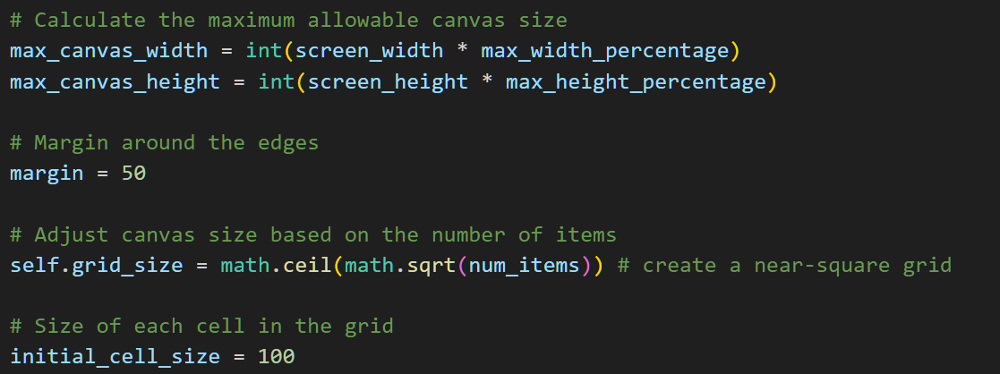 # Calculate the maximum allowable canvas size
max_canvas_width = int(screen_width * max_width_percentage)
max_canvas_height = int(screen_height * max_height_percentage)
# Margin around the edges
margin = 50
# Adjust canvas size based on the number of items
self.grid_size = math.ceil(math.sqrt(num_items)) # create a near-square grid
# Size of each cell in the grid
initial_cell_size = 100